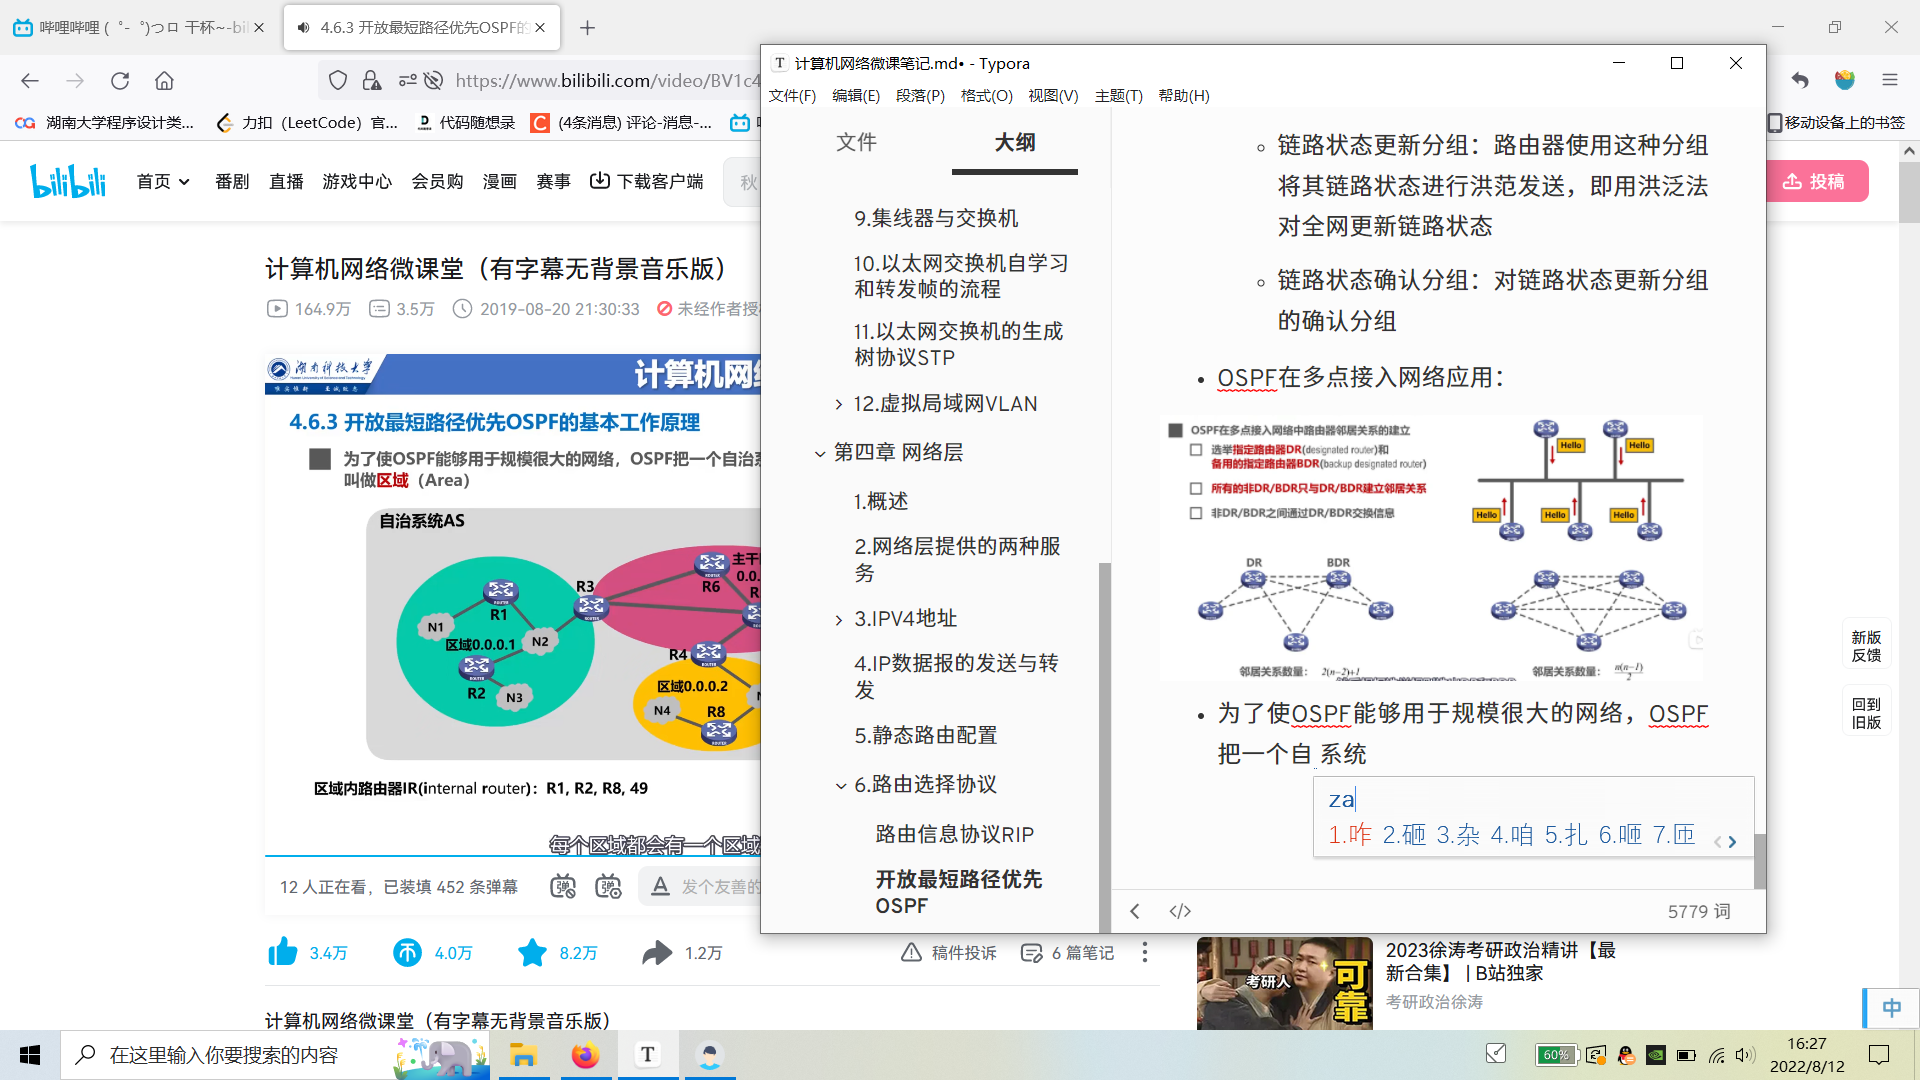 哔哩哔哩 (゜-゜)つロ 干杯~-bil
4.6.3 开放最短路径优先OSPF的
https://www.bilibili.com/video/BV1c4
湖南大学程序设计类...
力扣（LeetCode）官...
代码随想录
(4条消息) 评论-消息-...
移动设备上的书签
bilibili
首页
番剧
直播
游戏中心
会员购
漫画
赛事
下载客户端
秋
投稿
计算机网络微课堂（有字幕无背景音乐版）
164.9万
3.5万
2019-08-20 21:30:33
未经作者授
湖南科技大学
计算机网
4.6.3 开放最短路径优先OSPF的基本工作原理
为了使OSPF能够用于规模很大的网络，OSPF把一个自治
叫做区域（Area）
自治系统AS
主干
0.0.
R3
R6
R1
N1
N2
区域0.0.0.1
R4
R2
N3
区域0.0.0.2
N4
R8
区域内路由器IR(internal router)：R1, R2, R8, 49
每个区域都会有一个区域
12 人正在看，已装填 452 条弹幕
发个友善的
3.4万
4.0万
8.2万
1.2万
稿件投诉
6 篇笔记
计算机网络微课堂（有字幕无背景音乐版）
计算机网络微课笔记.md• - Typora
文件(F)
编辑(E)
段落(P)
格式(O)
视图(V)
主题(T)
帮助(H)
文件
大纲
9.集线器与交换机
10.以太网交换机自学习
和转发帧的流程
11.以太网交换机的生成
树协议STP
12.虚拟局域网VLAN
第四章 网络层
1.概述
2.网络层提供的两种服
务
3.IPV4地址
4.IP数据报的发送与转
发
5.静态路由配置
6.路由选择协议
路由信息协议RIP
开放最短路径优先
OSPF
链路状态更新分组：路由器使用这种分组
将其链路状态进行洪范发送，即用洪泛法
对全网更新链路状态
链路状态确认分组：对链路状态更新分组
的确认分组
OSPF在多点接入网络应用：
OSPF在多点接入网络中路由器邻居关系的建立
选举指定路由器DR(designated router)和
备用的指定路由器BDR(backup designated router)
所有的非DR/BDR只与DR/BDR建立邻居关系
非DR/BDR之间通过DR/BDR交换信息
Hello
Hello
Hello
Hello
Hello
DR
BDR
邻居关系数量： 2(n-2)+1
邻居关系数量： n(n-1)
2
为了使OSPF能够用于规模很大的网络，OSPF
把一个自 系统
za
1.咋 2.砸 3.杂 4.咱 5.扎 6.咂 7.匝
5779 词
新版
反馈
回到
旧版
考研人
可靠
2023徐涛考研政治精讲【最
新合集】 | B站独家
考研政治徐涛
中
在这里输入你要搜索的内容
60%
16:27
2022/8/12